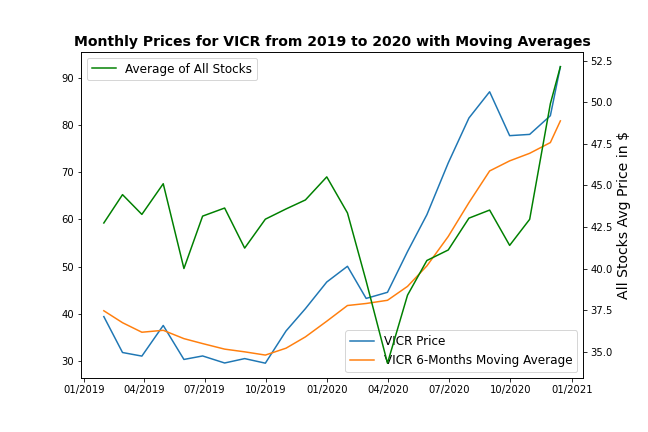 Monthly Prices for VICR from 2019 to 2020 with Moving Averages
Average of All Stocks
90
80
70
60
50
40
30
52.5
50.0
47.5
45.0
42.5
40.0
37.5
35.0
All Stocks Avg Price in $
VICR Price
VICR 6-Months Moving Average
01/2019 04/2019 07/2019 10/2019 01/2020 04/2020 07/2020 10/2020 01/2021